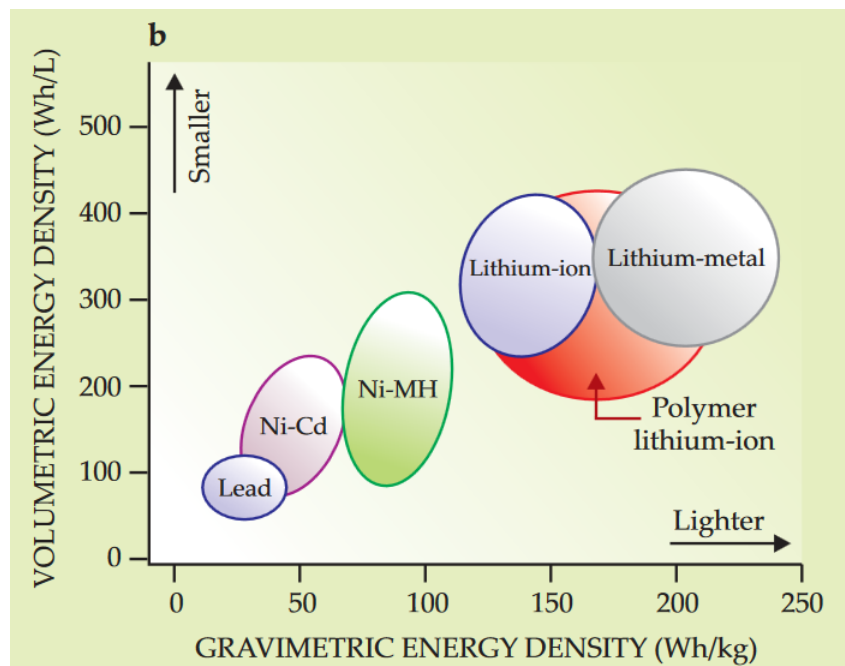 b
VOLUMETRIC ENERGY DENSITY (Wh/L)
500
400
300
200
100
0
Smaller
Lithium-ion
Lithium-metal
Ni-MH
Ni-Cd
Lead
Polymer
lithium-ion
Lighter
0 50 100 150 200 250
GRAVIMETRIC ENERGY DENSITY (Wh/kg)